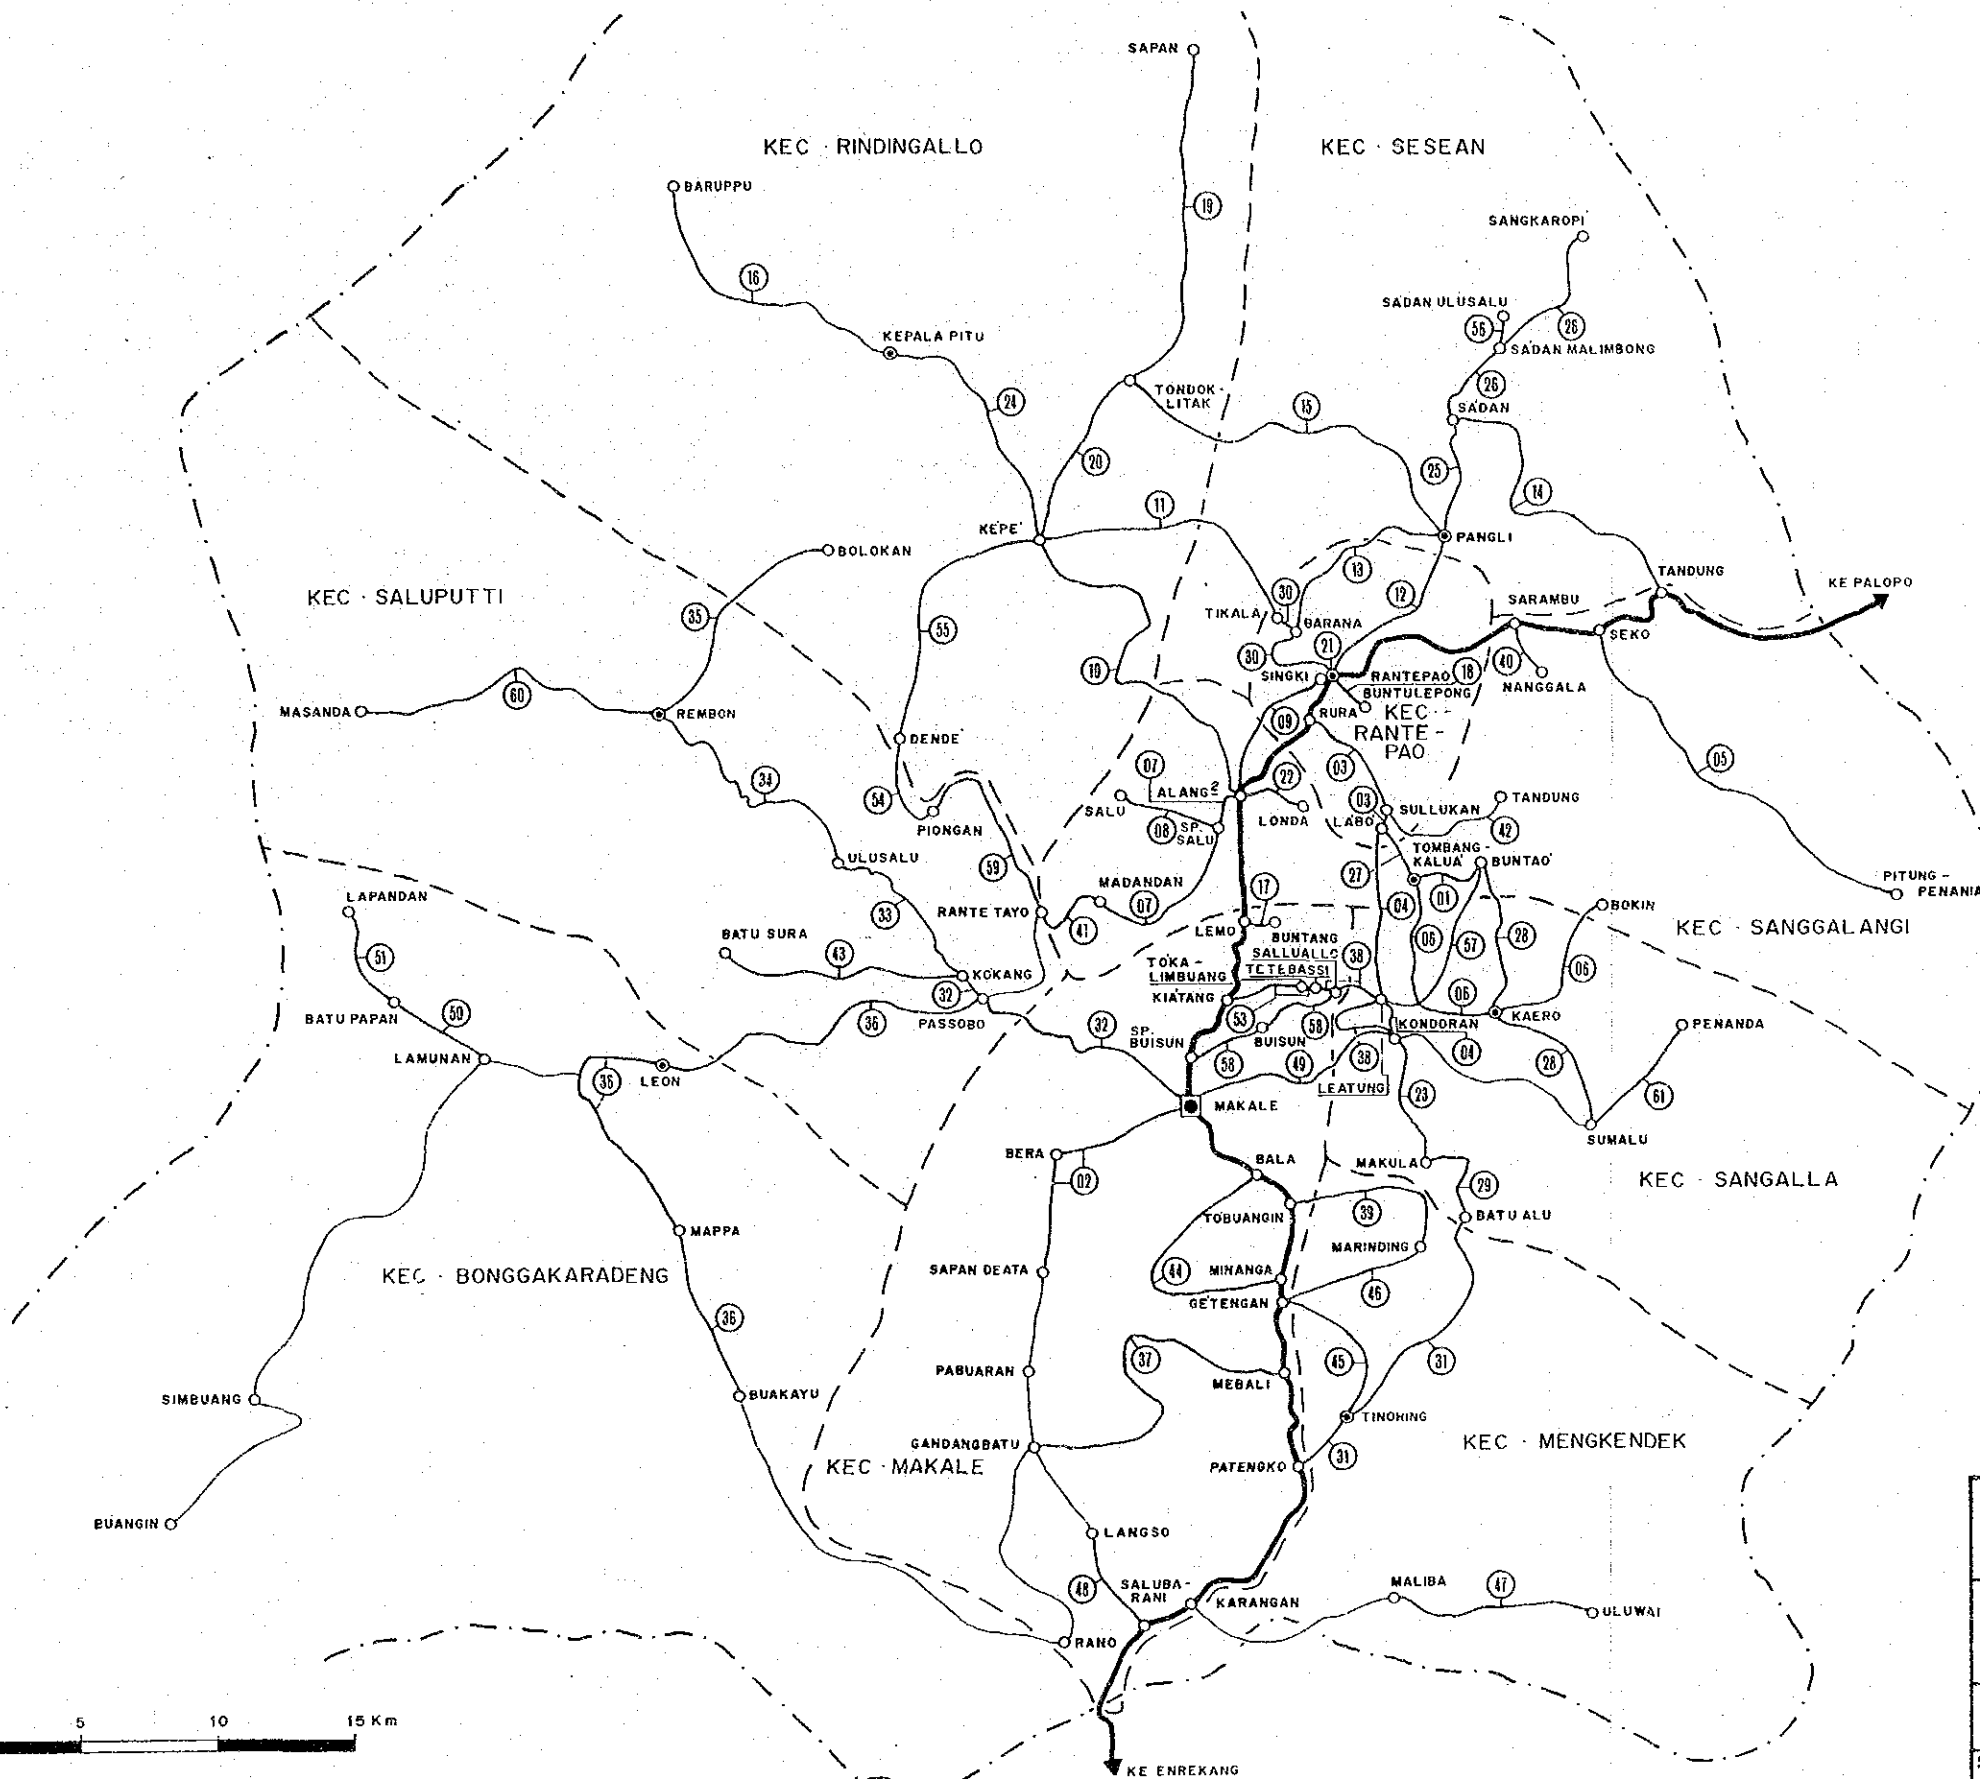 SAPAN
KEC · RINDINGALLO
KEC · SESEAN
BARUPPU
19
SANGKAROPI
16
SADAN ULUSALU
56
26
KEPALA PITU
SADAN MALIMBONG
26
TONDOK-
LITAK
24
15
SADAN
20
25
14
11
KEPE'
PANGLI
BOLOKAN
13
TANDUNG
KE PALOPO
KEC · SALUPUTTI
30
12
SARAMBU
35
TIKALA
BARANA
55
SEKO
30
21
40
10
SINGKI
RANTEPAO
18
NANGGALA
60
BUNTULEPONG
MASANDA
REMBON
RURA
KEC -
RANTE -
PAO
09
DENDE'
03
05
07
22
34
ALANG2
54
SALU
TANDUNG
03
SULLUKAN
LONDA
LABO
42
PIONGAN
08
SP.
SALU
TOMBANG-
KALUA'
BUNTAO'
ULUSALU
59
27
MADANDAN
17
01
PITUNG -
PENANIA
LAPANDAN
07
04
BOKIN
33
RANTE TAYO
41
LEMO
KEC · SANGGALANGI
BATU SURA
BUNTANG
06
57
28
51
43
SALLUALLO
38
TOKA -
LIMBUANG
TETEBASSI
06
KOKANG
32
KIATANG
06
BATU PAPAN
50
36
PASSOBO
32
53
58
KONDORAN
KAERO
PENANDA
SP.
BUISUN
BUISUN
LAMUNAN
58
49
38
04
28
36
LEON
LEATUNG
23
61
MAKALE
SUMALU
BERA
BALA
MAKULA
02
29
KEC · SANGALLA
TOBUANGIN
39
BATU ALU
MAPPA
MARINDING
KEC · BONGGAKARADENG
SAPAN DEATA
44
MINANGA
46
GETENGAN
36
37
45
31
PABUARAN
MEBALI
BUAKAYU
SIMBUANG
TINOHING
GANDANGBATU
KEC · MENGKENDEK
KEC · MAKALE
PATENGKO
31
BUANGIN
LANGSO
48
SALUBA-
RANI
MALIBA
47
KARANGAN
ULUWAI
RANO
5
10
15 Km
KE ENREKANG